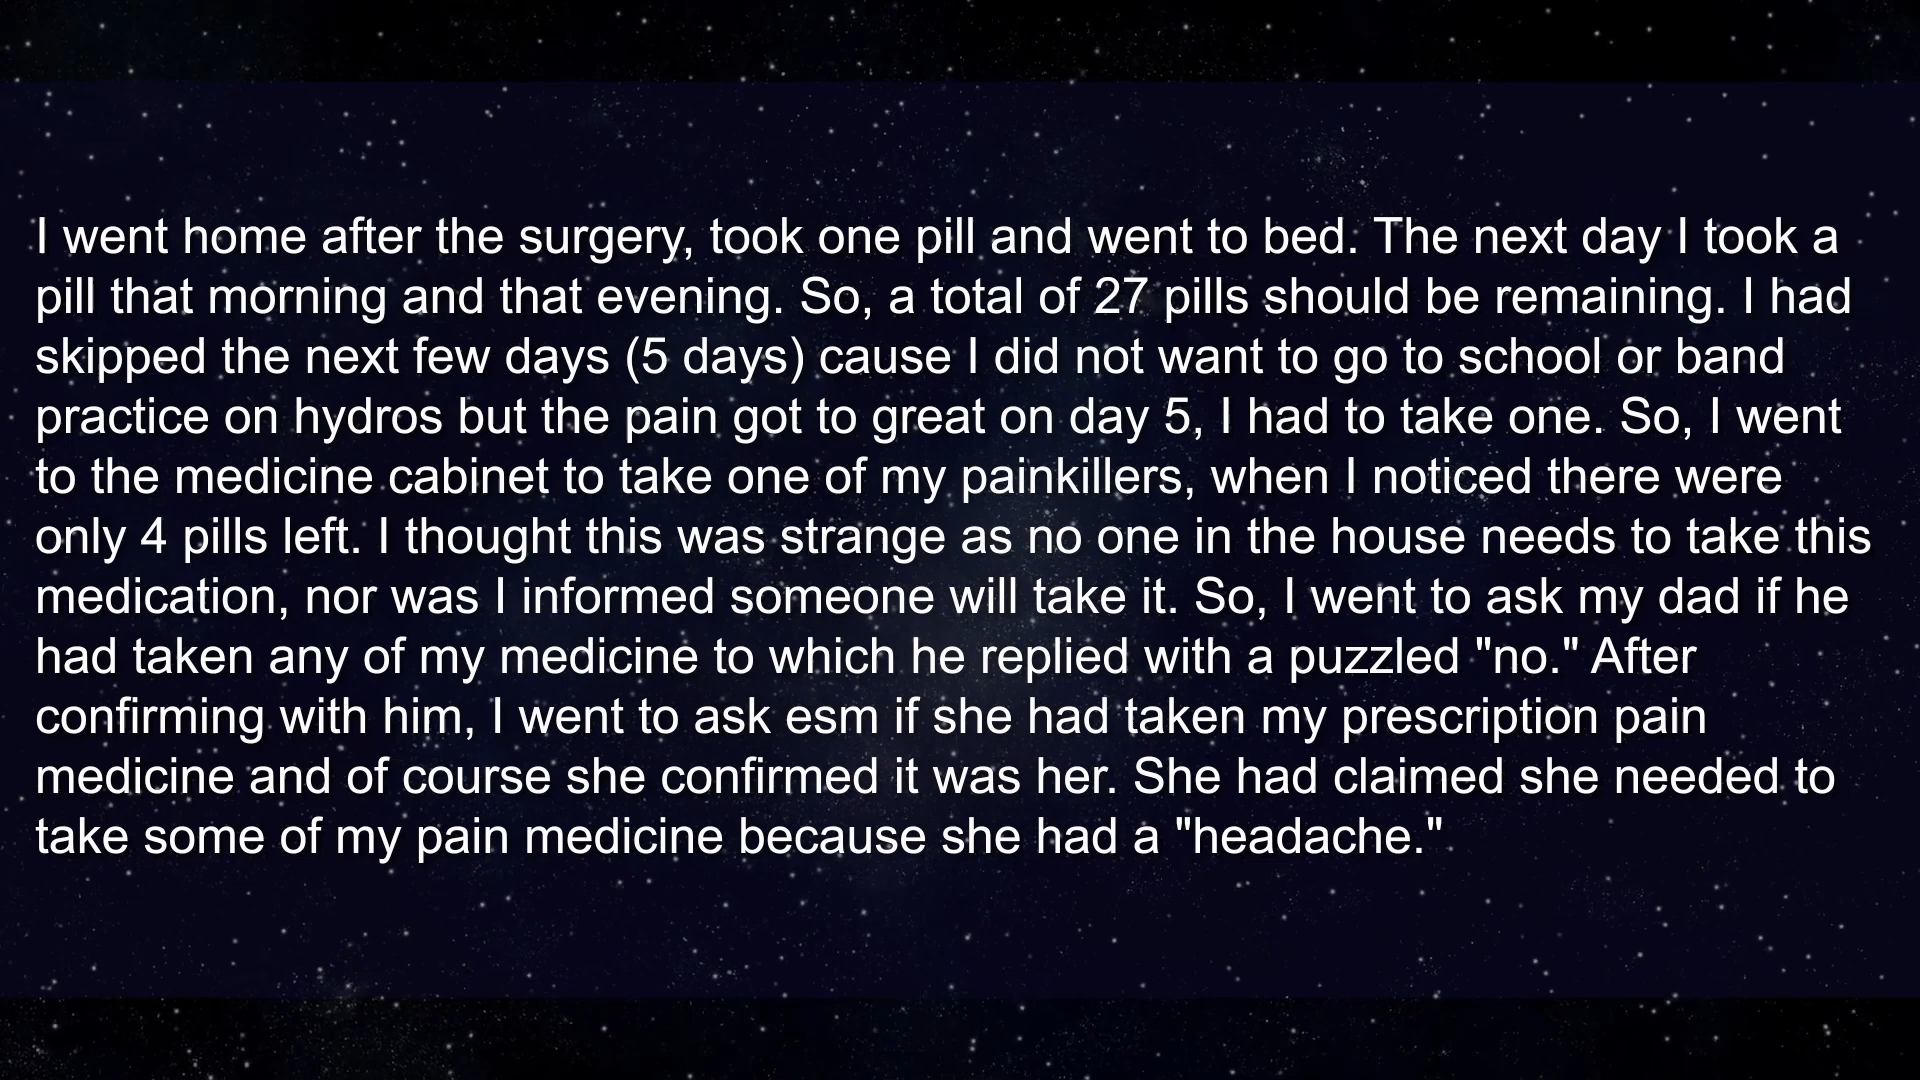 I went home after the surgery, took one pill and went to bed. The next day I took a
pill that morning and that evening. So, a total of 27 pills should be remaining. I had
skipped the next few days (5 days) cause I did not want to go to school or band
practice on hydros but the pain got to great on day 5, I had to take one. So, I went
to the medicine cabinet to take one of my painkillers, when I noticed there were
only 4 pills left. I thought this was strange as no one in the house needs to take this
medication, nor was I informed someone will take it. So, I went to ask my dad if he
had taken any of my medicine to which he replied with a puzzled "no." After
confirming with him, I went to ask esm if she had taken my prescription pain
medicine and of course she confirmed it was her. She had claimed she needed to
take some of my pain medicine because she had a "headache."